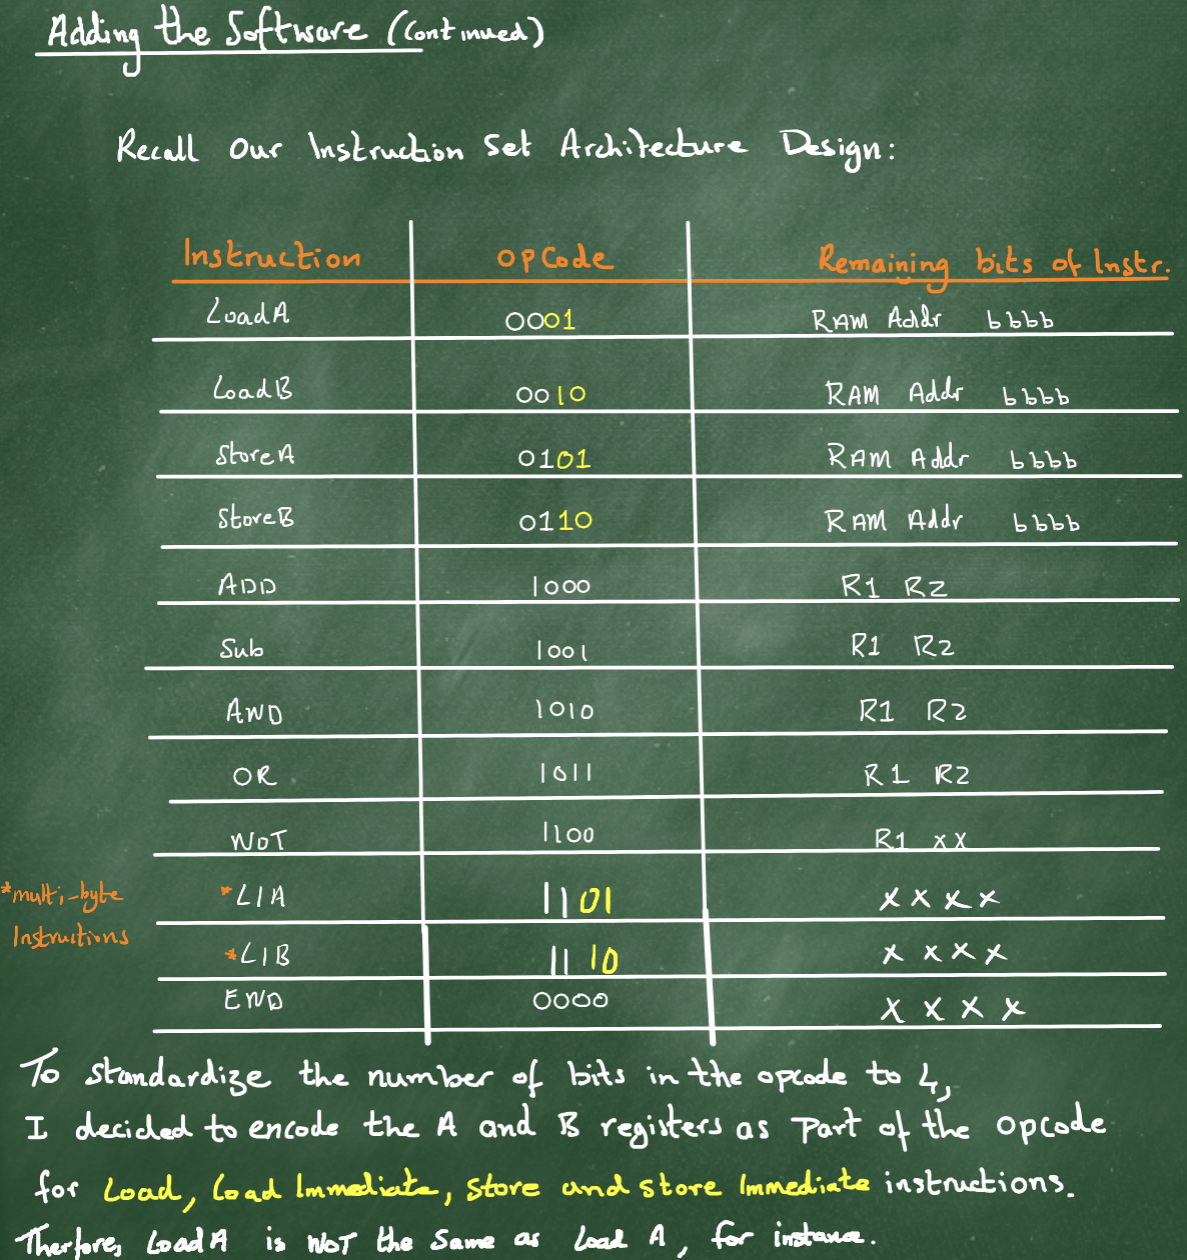 Adding the Software (Continued)
Recall Our Instruction Set Architecture Design:
Instruction OpCode Remaining bits of Instr.
LoadA 0001 RAM Addr bbbb
LoadB 0010 RAM Addr bbbb
StoreA 0101 RAM Addr bbbb
StoreB 0110 RAM Addr bbbb
ADD 1000 R1 R2
Sub 1001 R1 R2
AND 1010 R1 R2
OR 1011 R1 R2
NOT 1100 R1 XX
*multi-byte *LIA 1101 XXXX
Instructions *LIB 1110 XXXX
END 0000 XXXX
To standardize the number of bits in the opcode to 4,
I decided to encode the A and B registers as part of the opcode
for Load, Load Immediate, Store and Store Immediate instructions.
Therfore, LoadA is NOT the same as Load A, for instance.